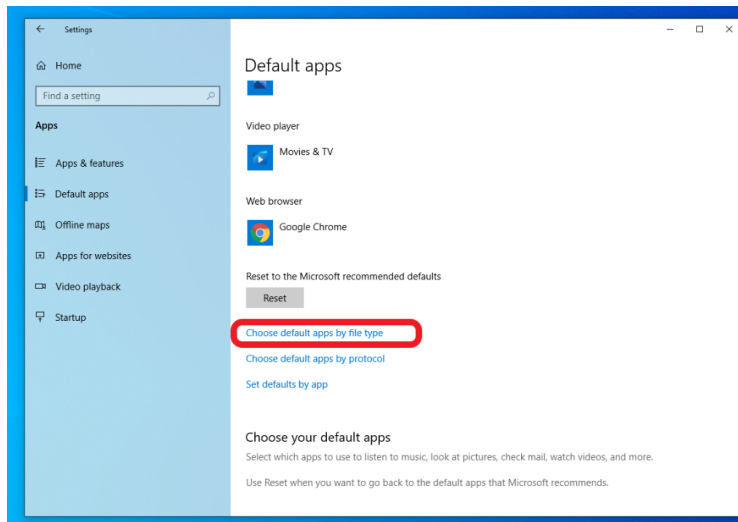 Settings
Home
Find a setting
Apps
Apps & features
Default apps
Offline maps
Apps for websites
Video playback
Startup
Default apps
Video player
Movies & TV
Web browser
Google Chrome
Reset to the Microsoft recommended defaults
Reset
Choose default apps by file type
Choose default apps by protocol
Set defaults by app
Choose your default apps
Select which apps to use to listen to music, look at pictures, check mail, watch videos, and more.
Use Reset when you want to go back to the default apps that Microsoft recommends.